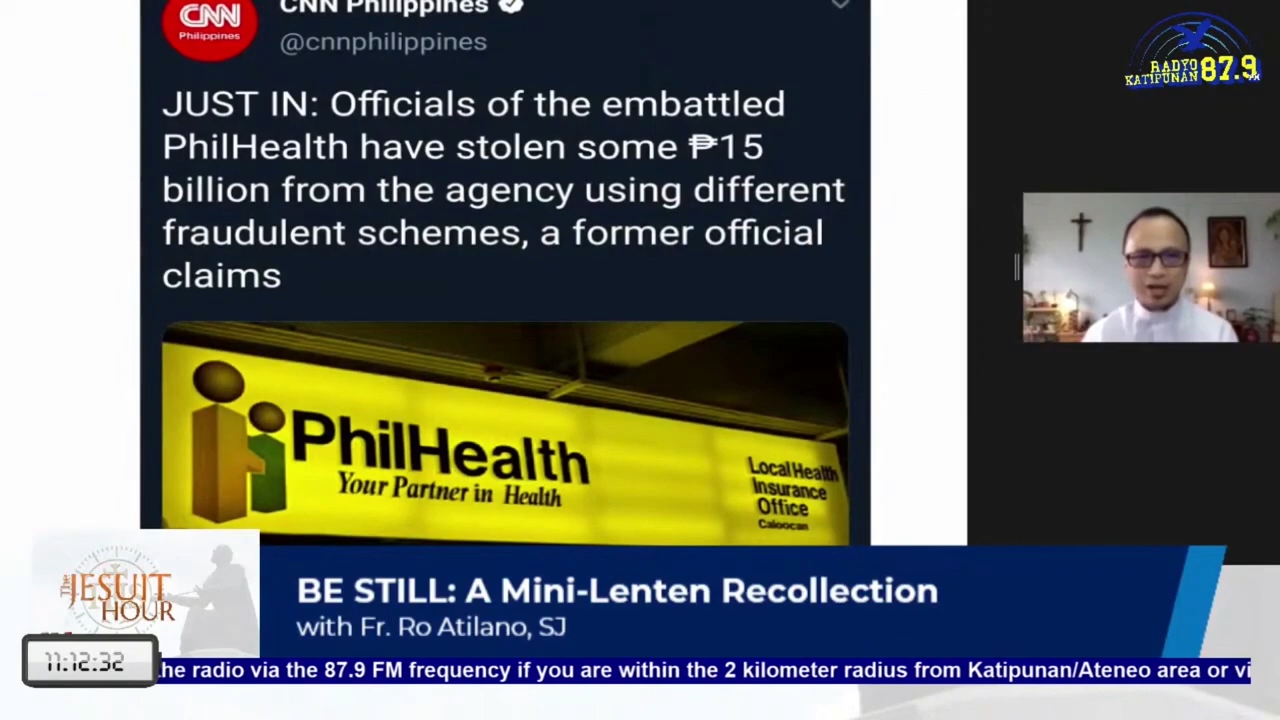 CNN Philippines
CNN
Philippines
@cnnphilippines
RADYO
KATIPUNAN 87.9
JUST IN: Officials of the embattled
PhilHealth have stolen some ₱15
billion from the agency using different
fraudulent schemes, a former official
claims
PhilHealth
Your Partner in Health
Local Health
Insurance
Office
Caloocan
BE STILL: A Mini-Lenten Recollection
with Fr. Ro Atilano, SJ
The
JESUIT
HOUR
11:12:32
the radio via the 87.9 FM frequency if you are within the 2 kilometer radius from Katipunan/Ateneo area or vi